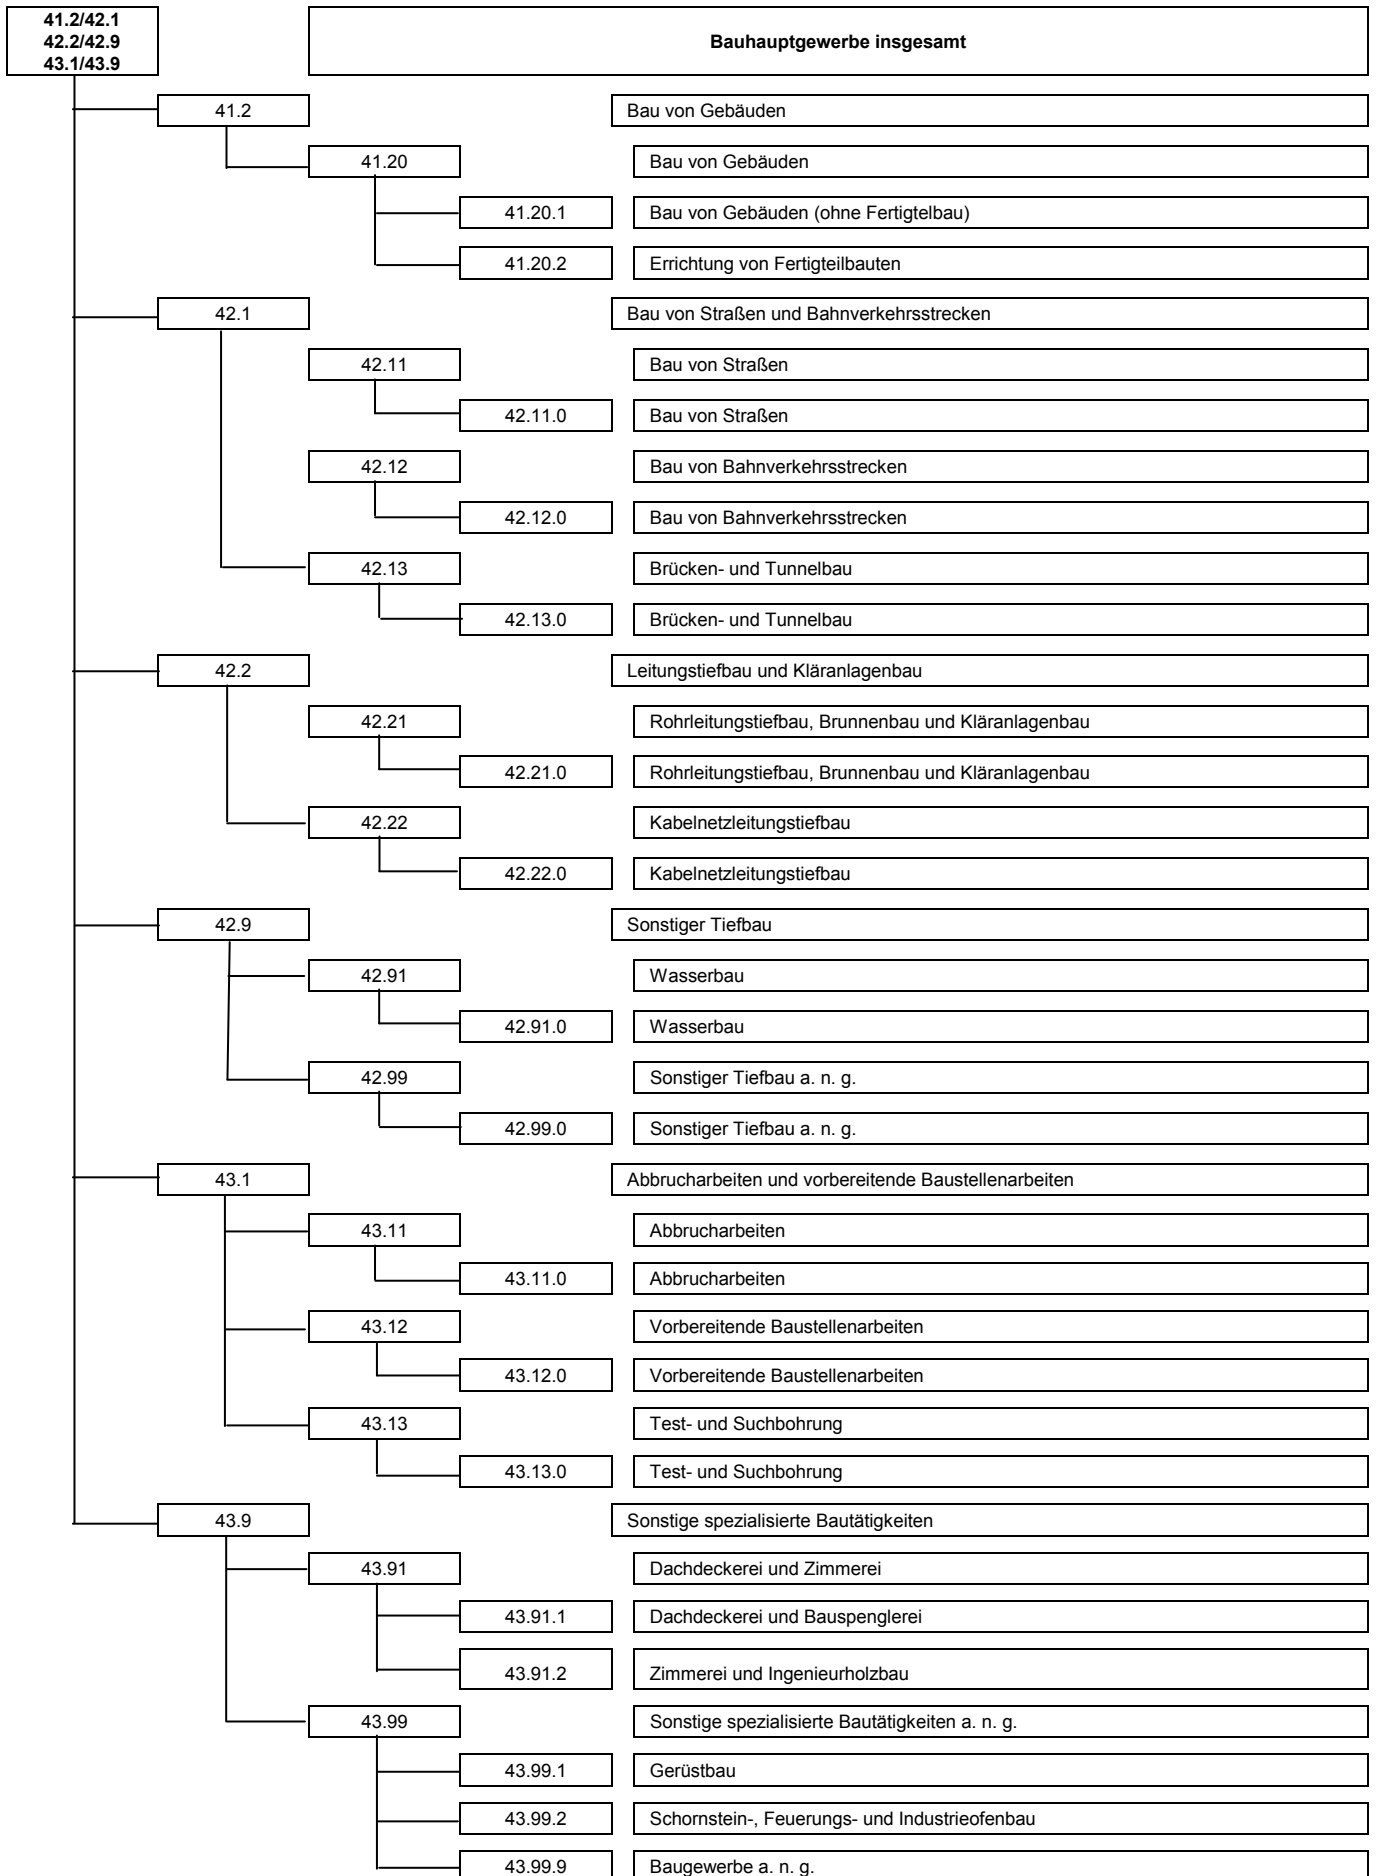 41.2/42.1
42.2/42.9
43.1/43.9
Bauhauptgewerbe insgesamt
41.2 Bau von Gebäuden
41.20 Bau von Gebäuden
41.20.1 Bau von Gebäuden (ohne Fertigtelbau)
41.20.2 Errichtung von Fertigteilbauten
42.1 Bau von Straßen und Bahnverkehrsstrecken
42.11 Bau von Straßen
42.11.0 Bau von Straßen
42.12 Bau von Bahnverkehrsstrecken
42.12.0 Bau von Bahnverkehrsstrecken
42.13 Brücken- und Tunnelbau
42.13.0 Brücken- und Tunnelbau
42.2 Leitungstiefbau und Kläranlagenbau
42.21 Rohrleitungstiefbau, Brunnenbau und Kläranlagenbau
42.21.0 Rohrleitungstiefbau, Brunnenbau und Kläranlagenbau
42.22 Kabelnetzleitungstiefbau
42.22.0 Kabelnetzleitungstiefbau
42.9 Sonstiger Tiefbau
42.91 Wasserbau
42.91.0 Wasserbau
42.99 Sonstiger Tiefbau a. n. g.
42.99.0 Sonstiger Tiefbau a. n. g.
43.1 Abbrucharbeiten und vorbereitende Baustellenarbeiten
43.11 Abbrucharbeiten
43.11.0 Abbrucharbeiten
43.12 Vorbereitende Baustellenarbeiten
43.12.0 Vorbereitende Baustellenarbeiten
43.13 Test- und Suchbohrung
43.13.0 Test- und Suchbohrung
43.9 Sonstige spezialisierte Bautätigkeiten
43.91 Dachdeckerei und Zimmerei
43.91.1 Dachdeckerei und Bauspenglerei
43.91.2 Zimmerei und Ingenieurholzbau
43.99 Sonstige spezialisierte Bautätigkeiten a. n. g.
43.99.1 Gerüstbau
43.99.2 Schornstein-, Feuerungs- und Industrieofenbau
43.99.9 Baugewerbe a. n. g.